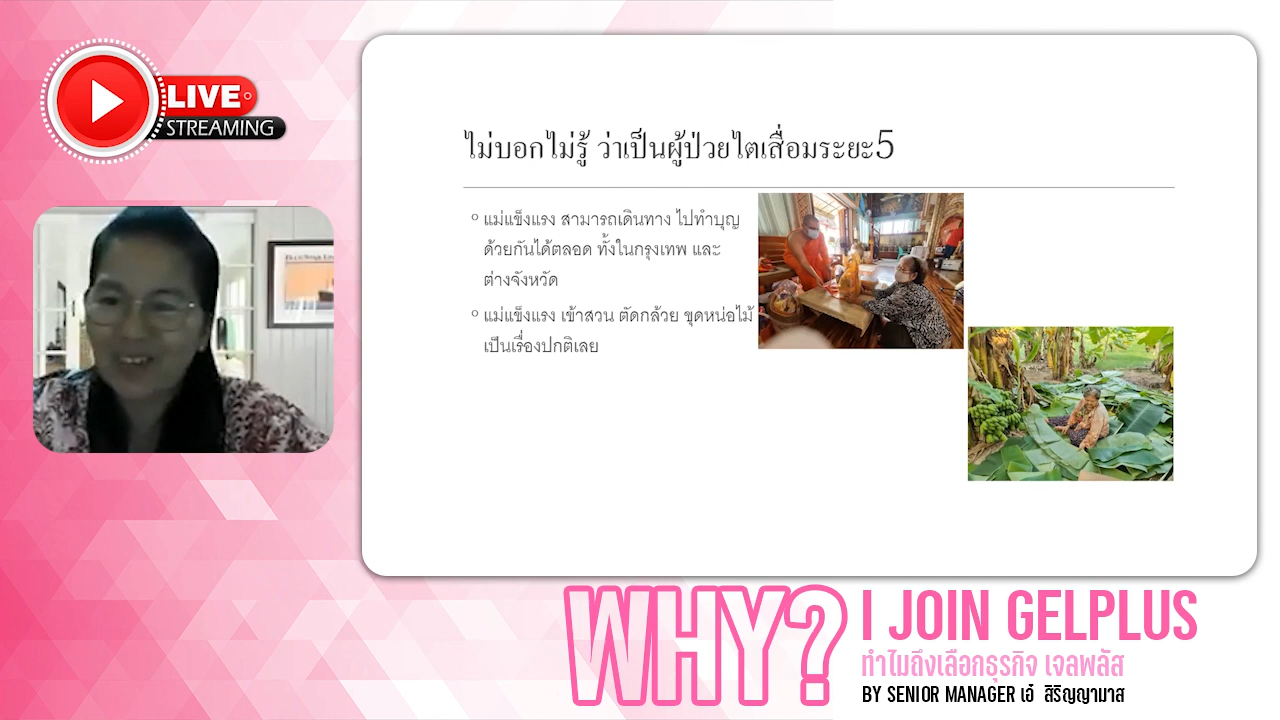 LIVE
STREAMING
ไม่บอกไม่รู้ ว่าเป็นผู้ป่วยไตเสื่อมระยะ5
แม่แข็งแรง สามารถเดินทาง ไปทำบุญ
ด้วยกันได้ตลอด ทั้งในกรุงเทพ และ
ต่างจังหวัด
แม่แข็งแรง เข้าสวน ตัดกล้วย ขุดหน่อไม้
เป็นเรื่องปกติเลย
WHY?
I JOIN GELPLUS
ทำไมถึงเลือกธุรกิจ เจลพลัส
BY SENIOR MANAGER เอ๋ สิริญญามาส